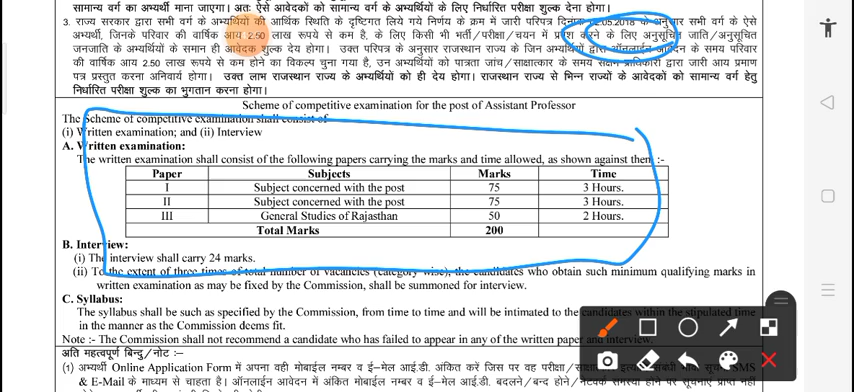 सामान्य वर्ग का अभ्यर्थी माना जाएगा। अतः ऐसे आवेदकों को सामान्य वर्ग के अभ्यर्थियों के लिए निर्धारित परीक्षा शुल्क देना होगा।
3. राज्य सरकार द्वारा सभी वर्ग के अभ्यर्थियों की आर्थिक स्थिति के दृष्टिगत लिये गये निर्णय के क्रम में जारी परिपत्र दिनांक .05.2018 के अनुसार सभी वर्ग के ऐसे
अभ्यर्थी, जिनके परिवार की वार्षिक आय 2.50 लाख रूपये से कम है, के लिए किसी भी भर्ती/परीक्षा/चयन में प्रवेश करने के लिए अनुसूचित जाति/अनुसूचित
जनजाति के अभ्यर्थियों के समान ही आवेदक शुल्क देय होगा। उक्त परिपत्र के अनुसार राजस्थान राज्य के जिन अभ्यर्थियों द्वारा ऑनलाईन आवेदन के समय परिवार
की वार्षिक आय 2.50 लाख रूपये से कम होने का विकल्प चुना गया है, उन अभ्यर्थियों को पात्रता जांच/साक्षात्कार के समय सक्षम प्राधिकारी द्वारा जारी आय प्रमाण
पत्र प्रस्तुत करना अनिवार्य होगा। उक्त लाभ राजस्थान राज्य के अभ्यर्थियों को ही देय होगा। राजस्थान राज्य से भिन्न राज्यों के आवेदकों को सामान्य वर्ग हेतु
निर्धारित परीक्षा शुल्क का भुगतान करना होगा।
Scheme of competitive examination for the post of Assistant Professor
The Scheme of competitive examination shall consist of
(i) Written examination; and (ii) Interview
A. Written examination:
The written examination shall consist of the following papers carrying the marks and time allowed, as shown against them :-
Paper Subjects Marks Time
I Subject concerned with the post 75 3 Hours.
II Subject concerned with the post 75 3 Hours.
III General Studies of Rajasthan 50 2 Hours.
Total Marks 200
B. Interview:
(i) The interview shall carry 24 marks.
(ii) To the extent of three times of total number of vacancies (category wise), the candidates who obtain such minimum qualifying marks in
written examination as may be fixed by the Commission, shall be summoned for interview.
C. Syllabus:
The syllabus shall be such as specified by the Commission, from time to time and will be intimated to the candidates within the stipulated time
in the manner as the Commission deems fit.
Note :- The Commission shall not recommend a candidate who has failed to appear in any of the written paper and interview.
अति महत्वपूर्ण बिन्दु/नोट :—
(1) अभ्यर्थी Online Application Form में अपना वही मोबाईल नम्बर व ई-मेल आई.डी. अंकित करें जिस पर वह परीक्षा/ सूचना SMS
& E-Mail के माध्यम से चाहता है। ऑनलाईन आवेदन में अंकित मोबाईल नम्बर व ई-मेल आई.डी. बदलने/बन्द होने/नेटवर्क समस्या होने पर सूचनाएं प्राप्त नहीं